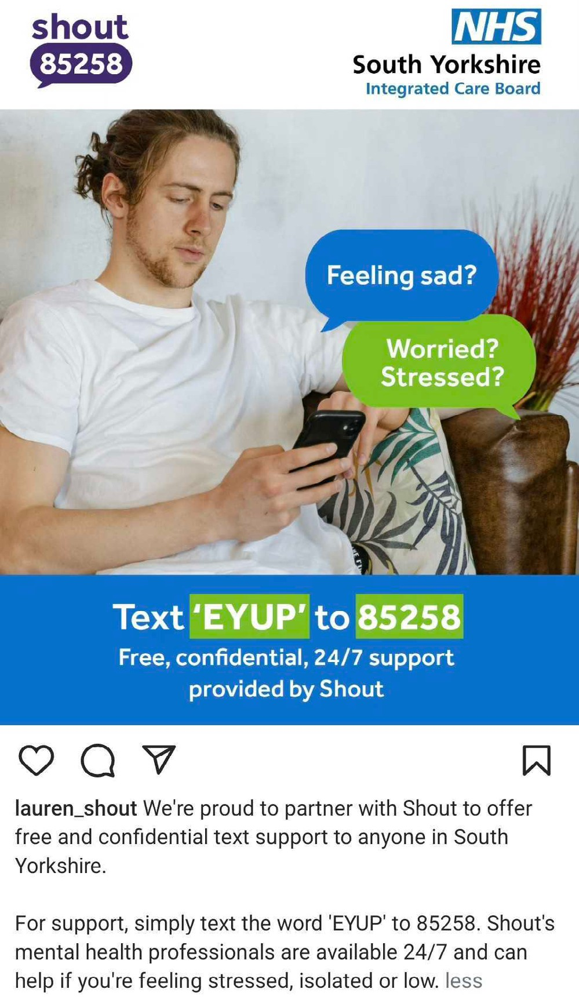 shout
85258
NHS
South Yorkshire
Integrated Care Board
Feeling sad?
Worried?
Stressed?
Text ‘EYUP’ to 85258
Free, confidential, 24/7 support
provided by Shout
lauren_shout We're proud to partner with Shout to offer
free and confidential text support to anyone in South
Yorkshire.
For support, simply text the word 'EYUP' to 85258. Shout's
mental health professionals are available 24/7 and can
help if you're feeling stressed, isolated or low. less